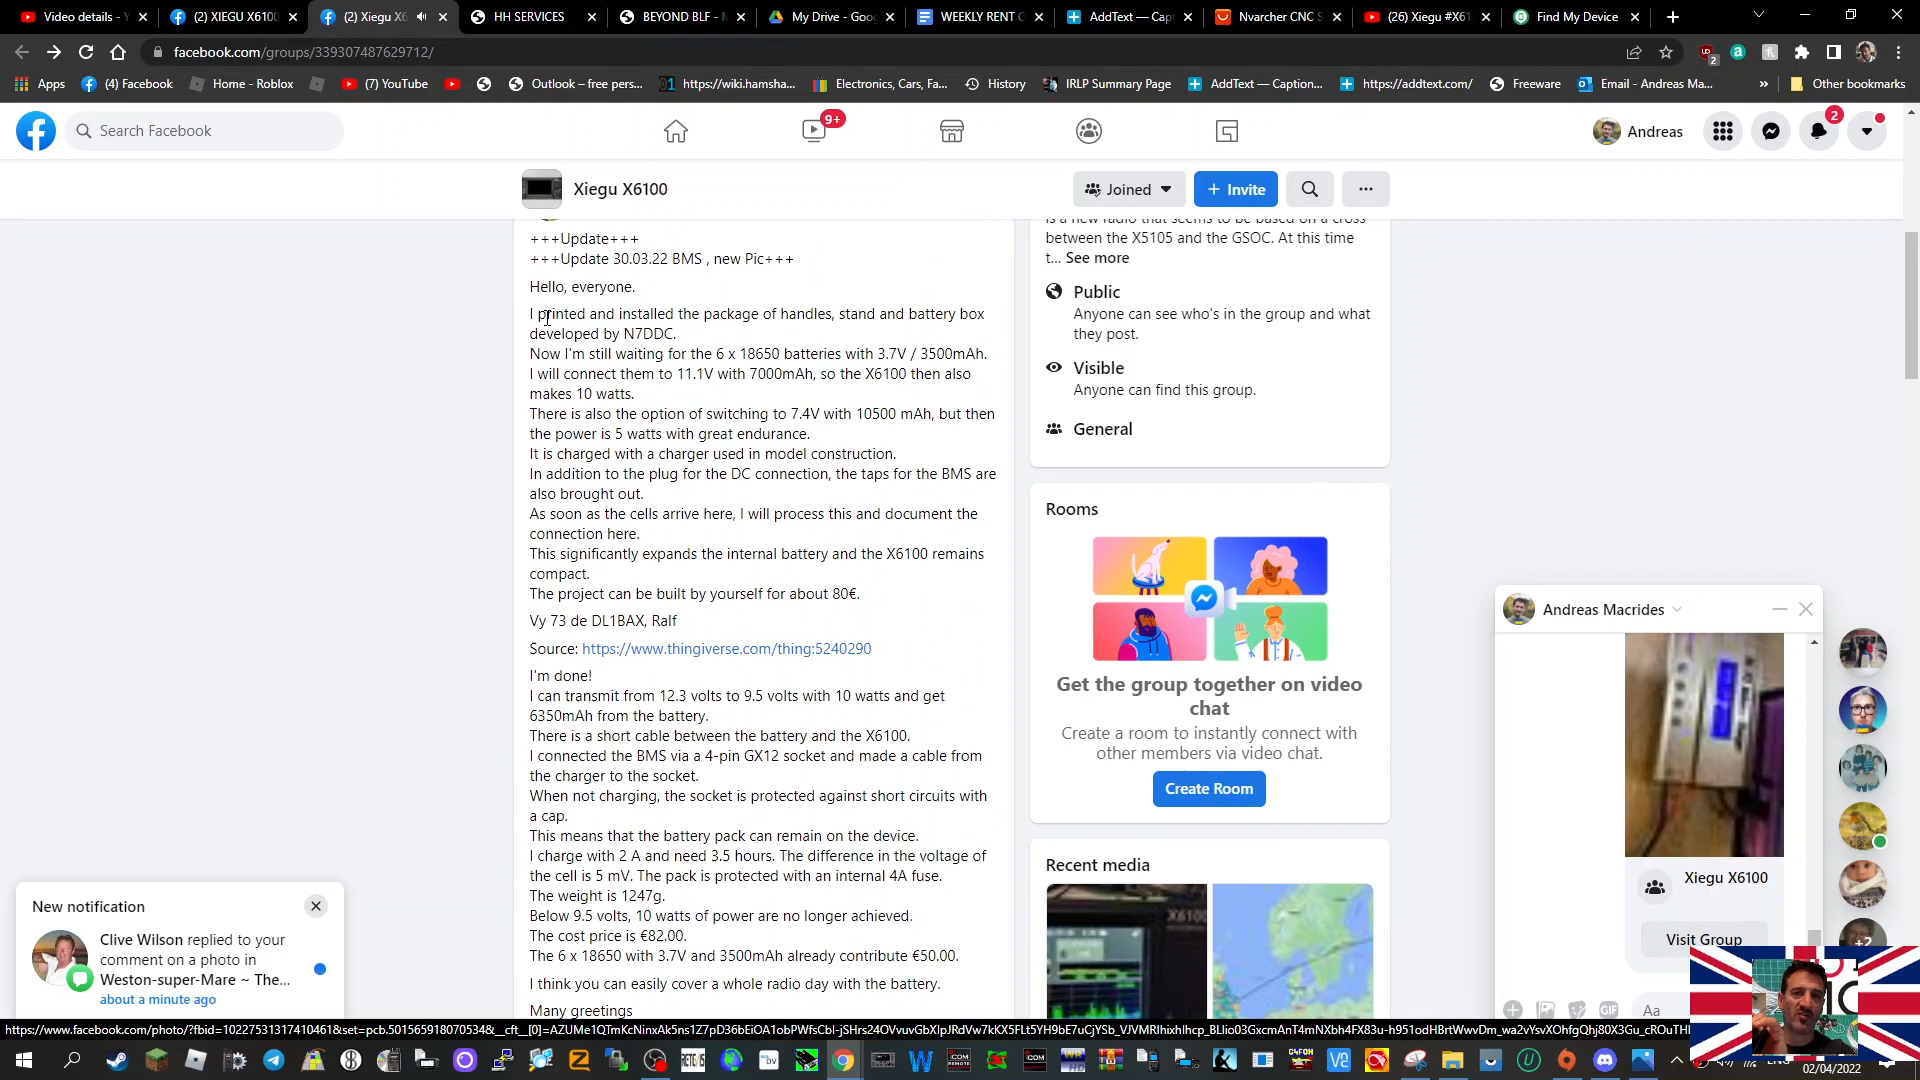 Video details - Y
(2) XIEGU X6100
(2) Xiegu X6
HH SERVICES
BEYOND BLF - M
My Drive - Goo
WEEKLY RENT C
AddText — Cap
Nvarcher CNC S
(26) Xiegu #X61
Find My Device
facebook.com/groups/339307487629712/
2
Apps
(4) Facebook
Home - Roblox
(7) YouTube
Outlook – free pers...
https://wiki.hamsha...
Electronics, Cars, Fa...
History
IRLP Summary Page
AddText — Caption...
https://addtext.com/
Freeware
Email - Andreas Ma...
»
Other bookmarks
Search Facebook
9+
Andreas
2
Xiegu X6100
Joined
+ Invite
+++Update+++
+++Update 30.03.22 BMS , new Pic+++
Hello, everyone.
I printed and installed the package of handles, stand and battery box
developed by N7DDC.
Now I'm still waiting for the 6 x 18650 batteries with 3.7V / 3500mAh.
I will connect them to 11.1V with 7000mAh, so the X6100 then also
makes 10 watts.
There is also the option of switching to 7.4V with 10500 mAh, but then
the power is 5 watts with great endurance.
It is charged with a charger used in model construction.
In addition to the plug for the DC connection, the taps for the BMS are
also brought out.
As soon as the cells arrive here, I will process this and document the
connection here.
This significantly expands the internal battery and the X6100 remains
compact.
The project can be built by yourself for about 80€.
Vy 73 de DL1BAX, Ralf
Source: https://www.thingiverse.com/thing:5240290
I'm done!
I can transmit from 12.3 volts to 9.5 volts with 10 watts and get
6350mAh from the battery.
There is a short cable between the battery and the X6100.
I connected the BMS via a 4-pin GX12 socket and made a cable from
the charger to the socket.
When not charging, the socket is protected against short circuits with
a cap.
This means that the battery pack can remain on the device.
I charge with 2 A and need 3.5 hours. The difference in the voltage of
the cell is 5 mV. The pack is protected with an internal 4A fuse.
The weight is 1247g.
Below 9.5 volts, 10 watts of power are no longer achieved.
The cost price is €82.00.
The 6 x 18650 with 3.7V and 3500mAh already contribute €50.00.
I think you can easily cover a whole radio day with the battery.
Many greetings
is a new radio that seems to be based on a cross
between the X5105 and the GSOC. At this time
t... See more
Public
Anyone can see who's in the group and what
they post.
Visible
Anyone can find this group.
General
Rooms
Get the group together on video
chat
Create a room to instantly connect with
other members via video chat.
Create Room
Recent media
Andreas Macrides
Xiegu X6100
Visit Group
Aa
+2
New notification
Clive Wilson replied to your
comment on a photo in
Weston-super-Mare ~ The...
about a minute ago
02/04/2022